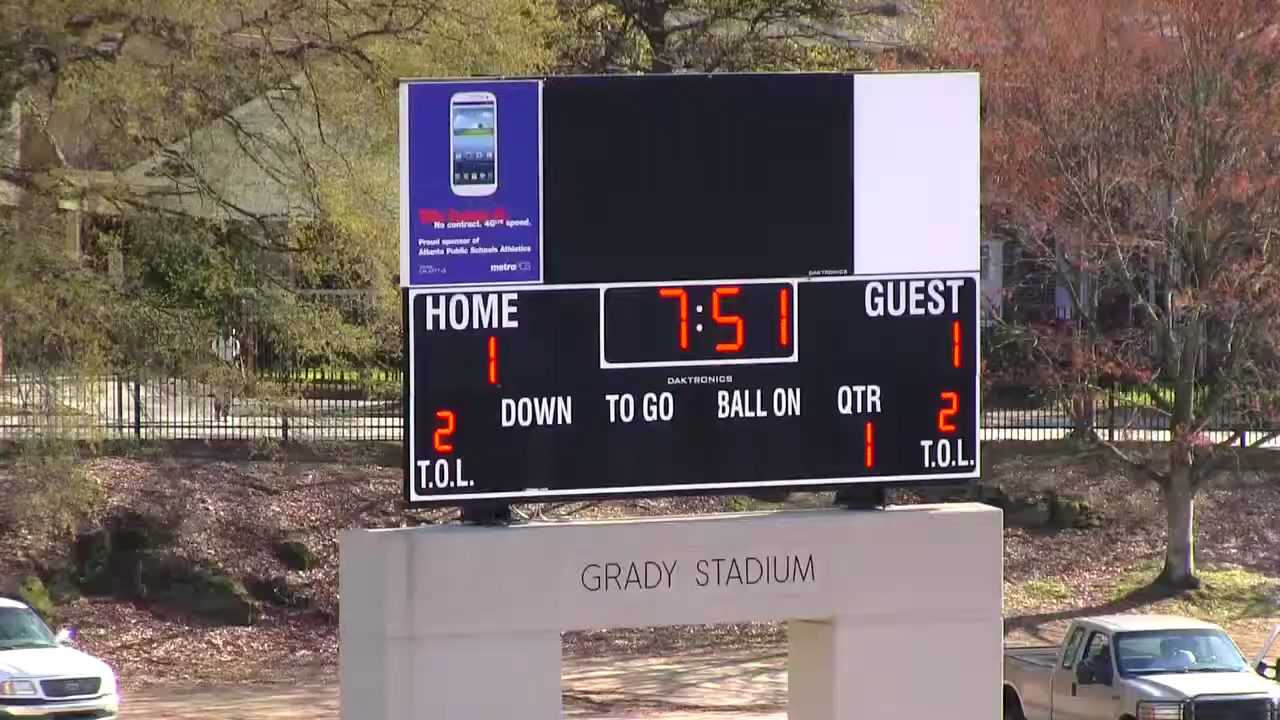 No contract. 4G LTE speed.
Proud sponsor of
Atlanta Public Schools Athletics
metroPCS
DAKTRONICS
HOME 7:51 GUEST
1 1
DAKTRONICS
DOWN TO GO BALL ON QTR
2 1 2
T.O.L. T.O.L.
GRADY STADIUM